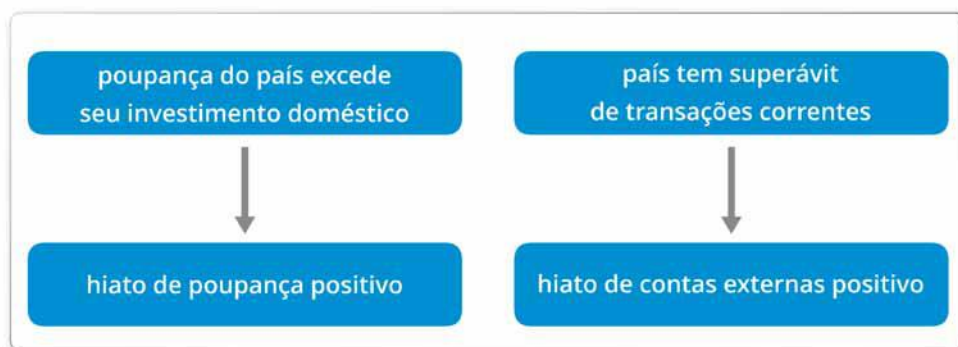 poupança do país excede
seu investimento doméstico
país tem superávit
de transações correntes
hiato de poupança positivo
hiato de contas externas positivo